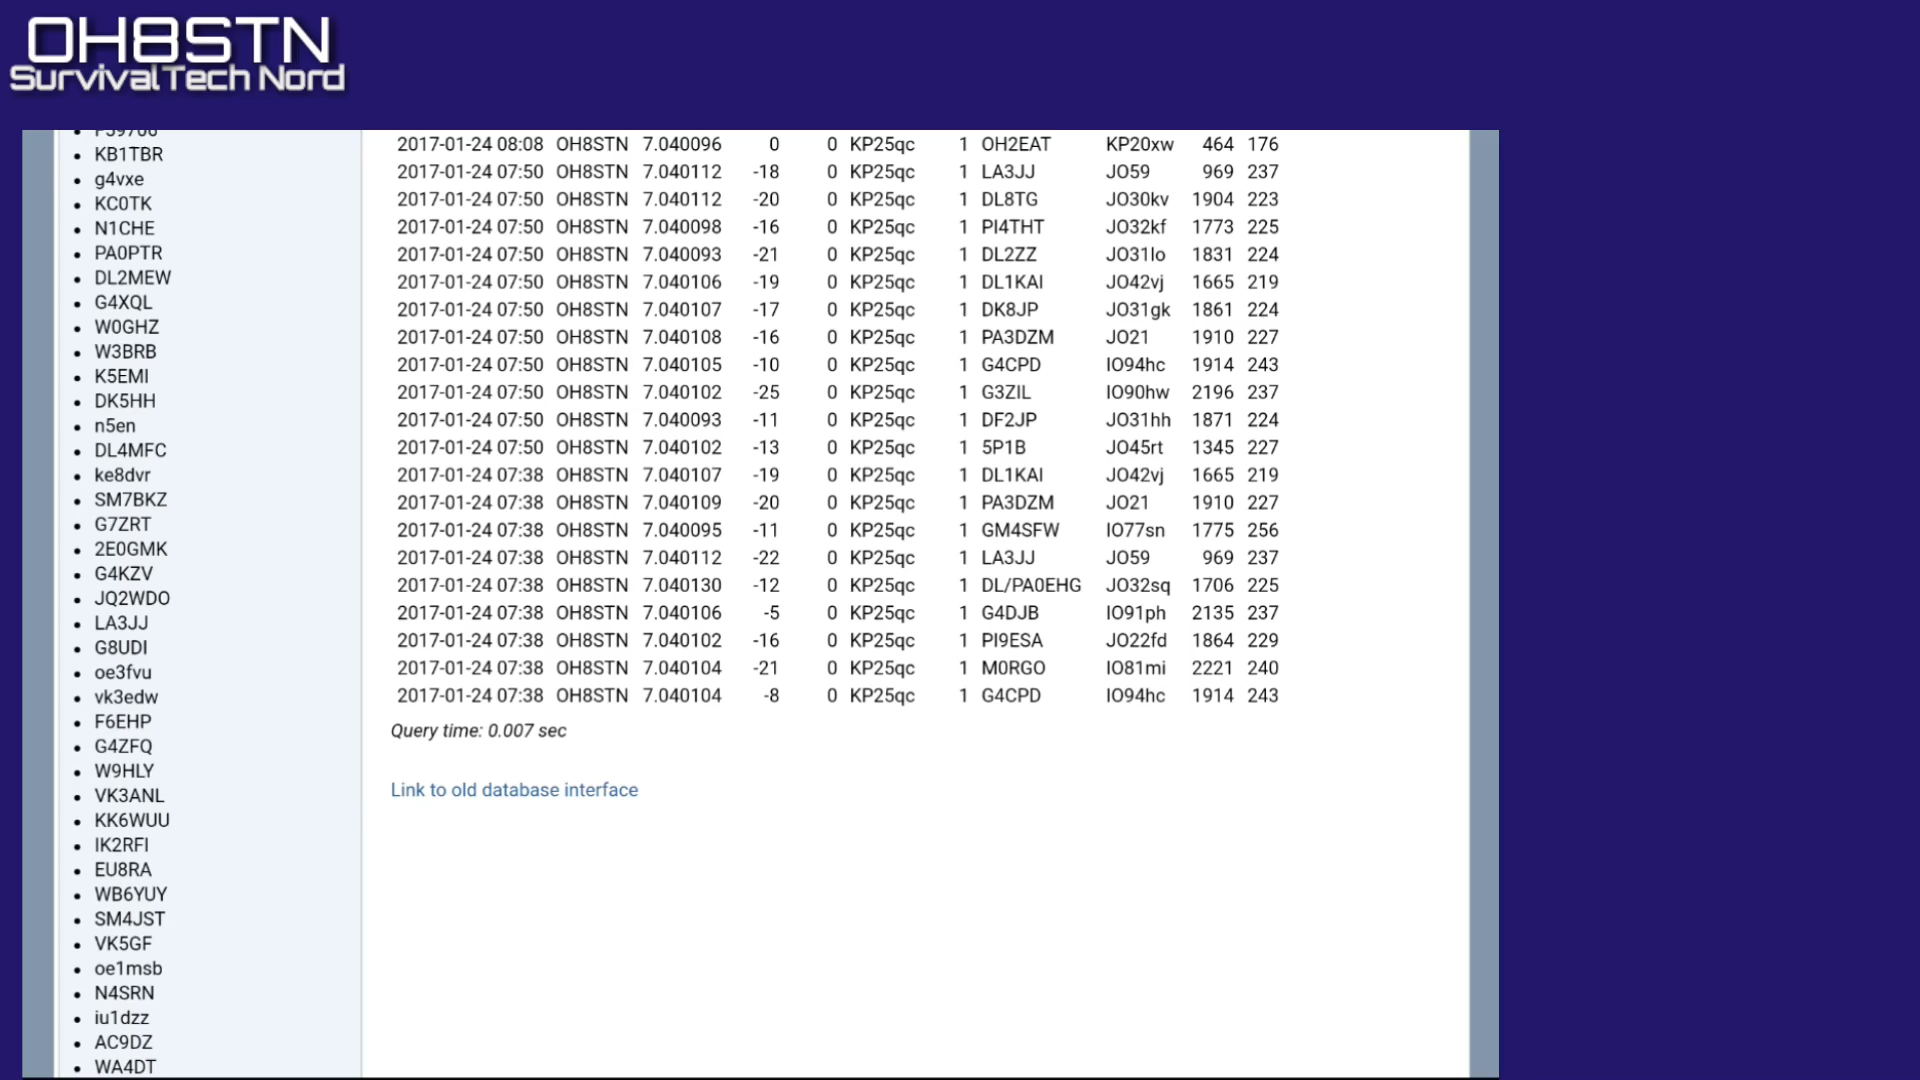 OH8STN
SurvivalTech Nord
KB1TBR
g4vxe
KC0TK
N1CHE
PA0PTR
DL2MEW
G4XQL
W0GHZ
W3BRB
K5EMI
DK5HH
n5en
DL4MFC
ke8dvr
SM7BKZ
G7ZRT
2E0GMK
G4KZV
JQ2WDO
LA3JJ
G8UDI
oe3fvu
vk3edw
F6EHP
G4ZFQ
W9HLY
VK3ANL
KK6WUU
IK2RFI
EU8RA
WB6YUY
SM4JST
VK5GF
oe1msb
N4SRN
iu1dzz
AC9DZ
WA4DT
2017-01-24 08:08 OH8STN 7.040096 0 0 KP25qc 1 OH2EAT KP20xw 464 176
2017-01-24 07:50 OH8STN 7.040112 -18 0 KP25qc 1 LA3JJ JO59 969 237
2017-01-24 07:50 OH8STN 7.040112 -20 0 KP25qc 1 DL8TG JO30kv 1904 223
2017-01-24 07:50 OH8STN 7.040098 -16 0 KP25qc 1 PI4THT JO32kf 1773 225
2017-01-24 07:50 OH8STN 7.040093 -21 0 KP25qc 1 DL2ZZ JO31lo 1831 224
2017-01-24 07:50 OH8STN 7.040106 -19 0 KP25qc 1 DL1KAI JO42vj 1665 219
2017-01-24 07:50 OH8STN 7.040107 -17 0 KP25qc 1 DK8JP JO31gk 1861 224
2017-01-24 07:50 OH8STN 7.040108 -16 0 KP25qc 1 PA3DZM JO21 1910 227
2017-01-24 07:50 OH8STN 7.040105 -10 0 KP25qc 1 G4CPD IO94hc 1914 243
2017-01-24 07:50 OH8STN 7.040102 -25 0 KP25qc 1 G3ZIL IO90hw 2196 237
2017-01-24 07:50 OH8STN 7.040093 -11 0 KP25qc 1 DF2JP JO31hh 1871 224
2017-01-24 07:50 OH8STN 7.040102 -13 0 KP25qc 1 5P1B JO45rt 1345 227
2017-01-24 07:38 OH8STN 7.040107 -19 0 KP25qc 1 DL1KAI JO42vj 1665 219
2017-01-24 07:38 OH8STN 7.040109 -20 0 KP25qc 1 PA3DZM JO21 1910 227
2017-01-24 07:38 OH8STN 7.040095 -11 0 KP25qc 1 GM4SFW IO77sn 1775 256
2017-01-24 07:38 OH8STN 7.040112 -22 0 KP25qc 1 LA3JJ JO59 969 237
2017-01-24 07:38 OH8STN 7.040130 -12 0 KP25qc 1 DL/PA0EHG JO32sq 1706 225
2017-01-24 07:38 OH8STN 7.040106 -5 0 KP25qc 1 G4DJB IO91ph 2135 237
2017-01-24 07:38 OH8STN 7.040102 -16 0 KP25qc 1 PI9ESA JO22fd 1864 229
2017-01-24 07:38 OH8STN 7.040104 -21 0 KP25qc 1 M0RGO IO81mi 2221 240
2017-01-24 07:38 OH8STN 7.040104 -8 0 KP25qc 1 G4CPD IO94hc 1914 243
Query time: 0.007 sec
Link to old database interface